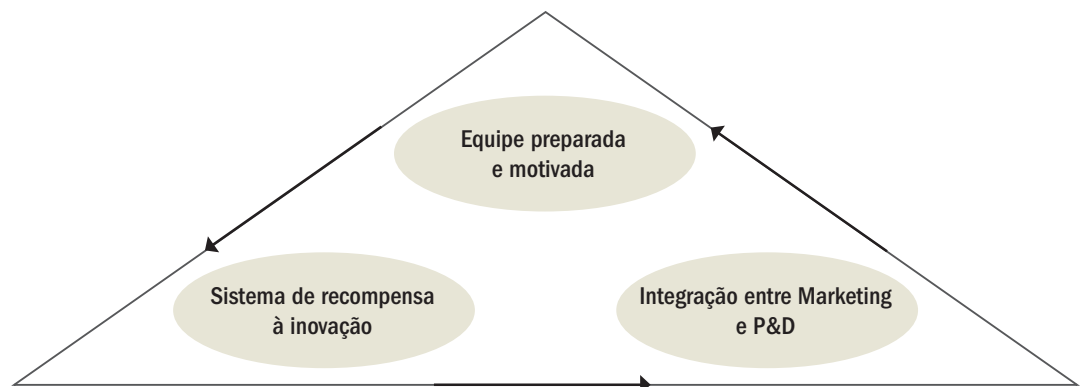 Equipe preparada
e motivada
Sistema de recompensa
à inovação
Integração entre Marketing
e P&D